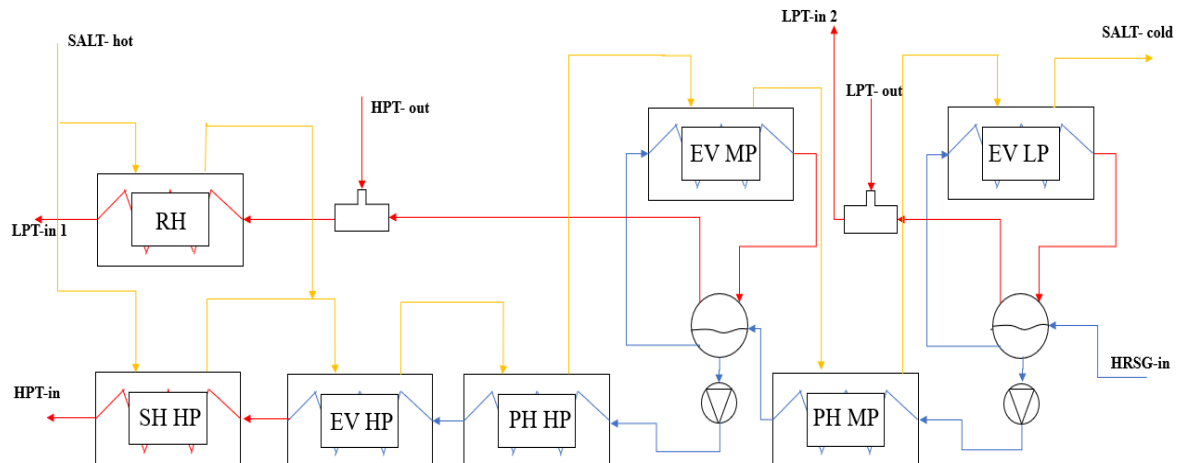 LPT-in 2
SALT- hot
SALT- cold
HPT- out
LPT- out
EV MP
EV LP
RH
LPT-in 1
HRSG-in
HPT-in
SH HP
EV HP
PH HP
PH MP